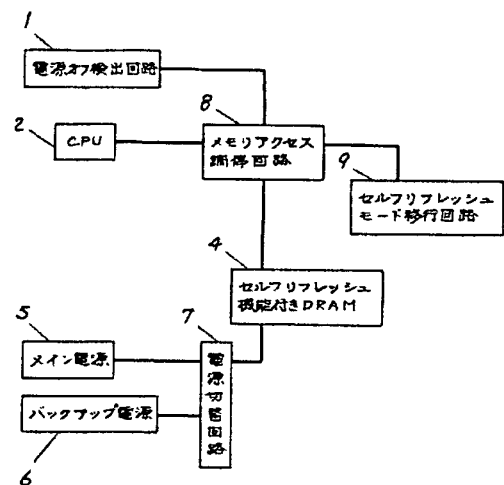 1
電源オフ検出回路
8
2
CPU
メモリアクセス
調停回路
9
セルフリフレッシュ
モード移行回路
4
セルフリフレッシュ
機能付きDRAM
5
7
メイン電源
電源切替回路
バックアップ電源
6